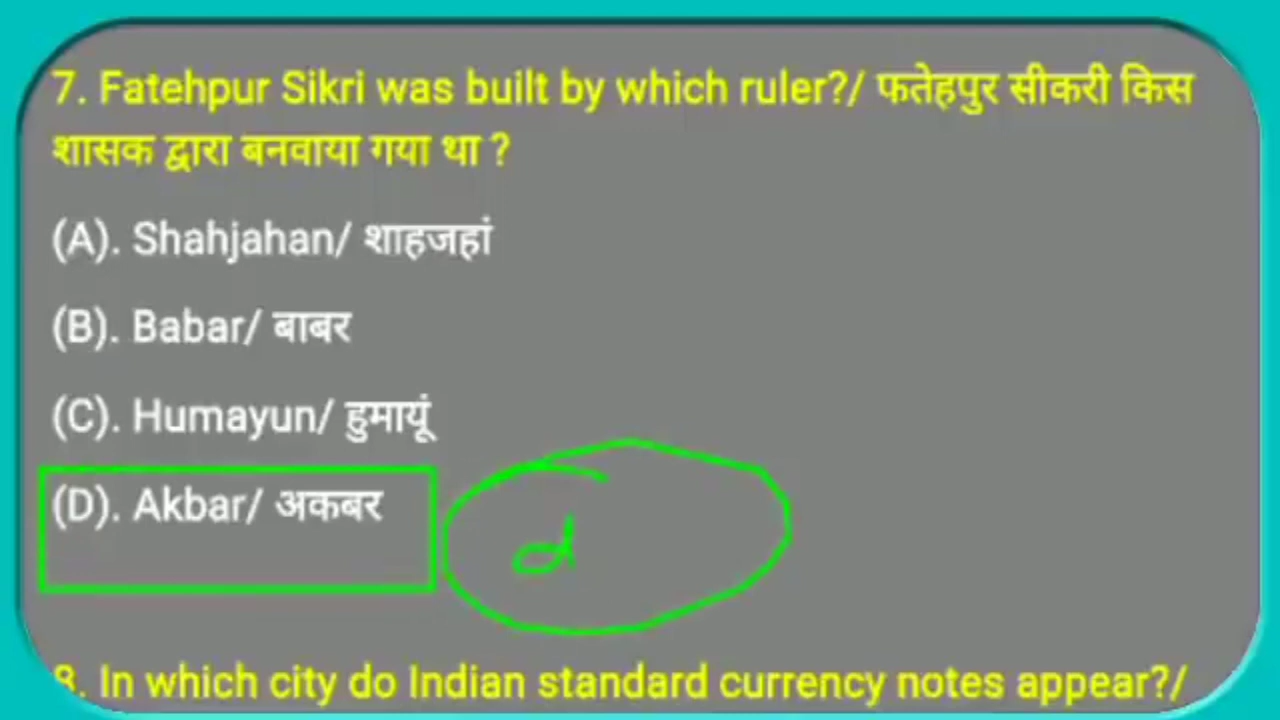 7. Fatehpur Sikri was built by which ruler?/ फतेहपुर सीकरी किस
शासक द्वारा बनवाया गया था ?
(A). Shahjahan/ शाहजहां
(B). Babar/ बाबर
(C). Humayun/ हुमायूं
(D). Akbar/ अकबर
d
8. In which city do Indian standard currency notes appear?/